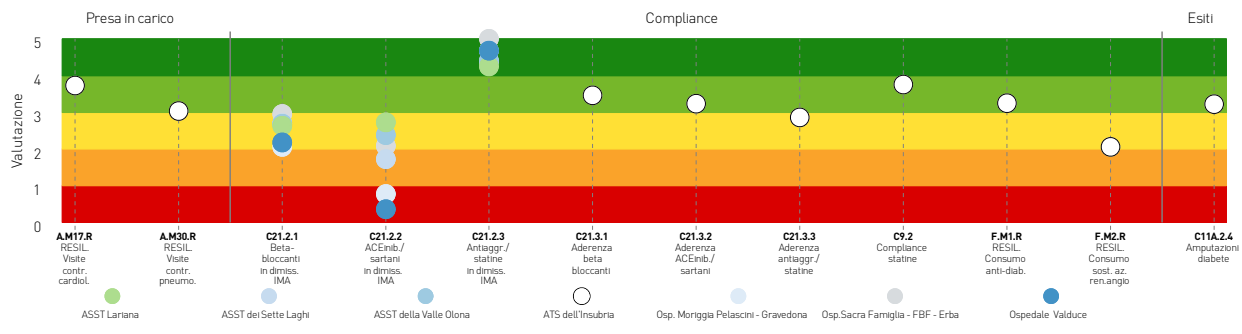 Presa in carico
Compliance
Esiti
Valutazione
5
4
3
2
1
0
A.M17.R
RESIL.
Visite
contr.
cardiol.
A.M30.R
RESIL.
Visite
contr.
pneumo.
C21.2.1
Beta-
bloccanti
in dimiss.
IMA
C21.2.2
ACEinib./
sartani
in dimiss.
IMA
C21.2.3
Antiaggr./
statine
in dimiss.
IMA
C21.3.1
Aderenza
beta
bloccanti
C21.3.2
Aderenza
ACEinib./
sartani
C21.3.3
Aderenza
antiaggr./
statine
C9.2
Compliance
statine
F.M1.R
RESIL.
Consumo
anti-diab.
F.M2.R
RESIL.
Consumo
sost. az.
ren.angio
C11A.2.4
Amputazioni
diabete
ASST Lariana
ASST dei Sette Laghi
ASST della Valle Olona
ATS dell'Insubria
Osp. Moriggia Pelascini - Gravedona
Osp.Sacra Famiglia - FBF - Erba
Ospedale Valduce